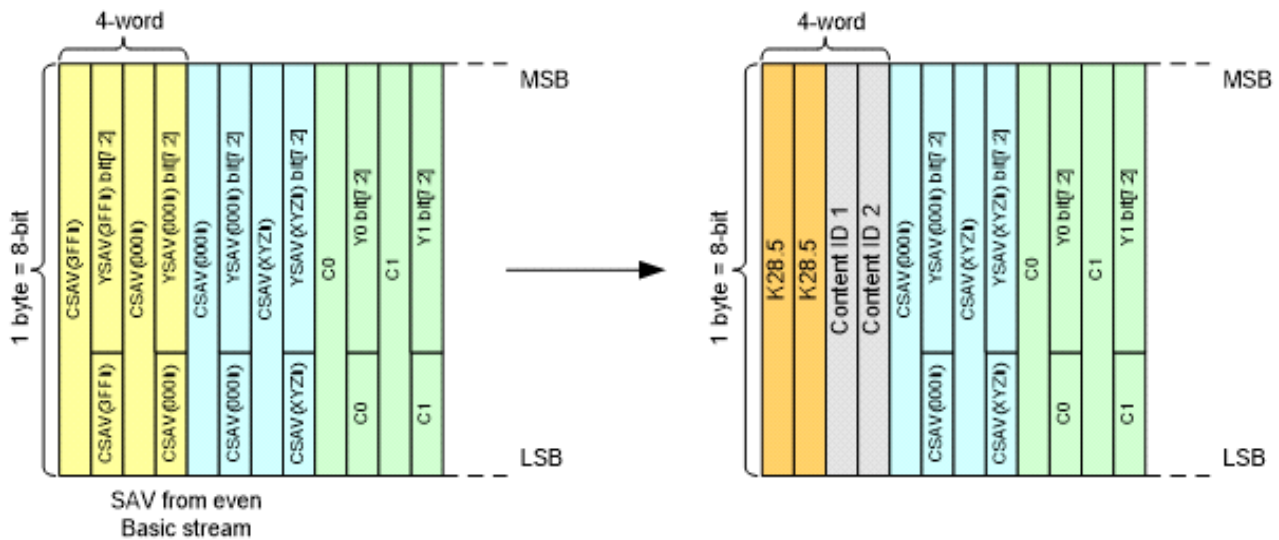 4-word
4-word
MSB
MSB
1 byte = 8-bit
CSAV(3FFh)
YSAV(3FFh) bit[7 2]
CSAV(3FFh)
CSAV(000h)
YSAV(000h) bit[7 2]
CSAV(000h)
CSAV(000h)
YSAV(000h) bit[7 2]
CSAV(000h)
CSAV(XYZh)
YSAV(XYZh) bit[7 2]
CSAV(XYZh)
C0
Y0 bit[7 2]
C0
C1
Y1 bit[7 2]
C1
1 byte = 8-bit
K28.5
K28.5
Content ID 1
Content ID 2
CSAV(000h)
YSAV(000h) bit[7 2]
CSAV(000h)
CSAV(XYZh)
YSAV(XYZh) bit[7 2]
CSAV(XYZh)
C0
Y0 bit[7 2]
C0
C1
Y1 bit[7 2]
C1
LSB
LSB
SAV from even
Basic stream